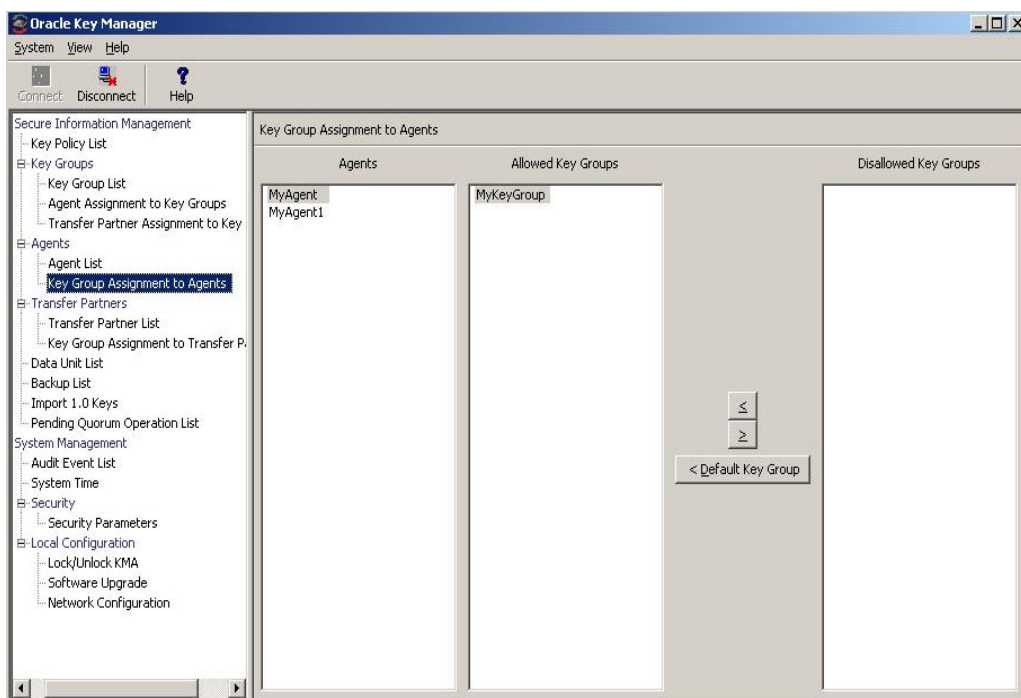 Oracle Key Manager
System View Help
Connect Disconnect Help
Secure Information Management
Key Policy List
Key Groups
Key Group List
Agent Assignment to Key Groups
Transfer Partner Assignment to Key
Agents
Agent List
Key Group Assignment to Agents
Transfer Partners
Transfer Partner List
Key Group Assignment to Transfer P
Data Unit List
Backup List
Import 1.0 Keys
Pending Quorum Operation List
System Management
Audit Event List
System Time
Security
Security Parameters
Local Configuration
Lock/Unlock KMA
Software Upgrade
Network Configuration
Key Group Assignment to Agents
Agents
MyAgent
MyAgent1
Allowed Key Groups
MyKeyGroup
<
>
< Default Key Group
Disallowed Key Groups